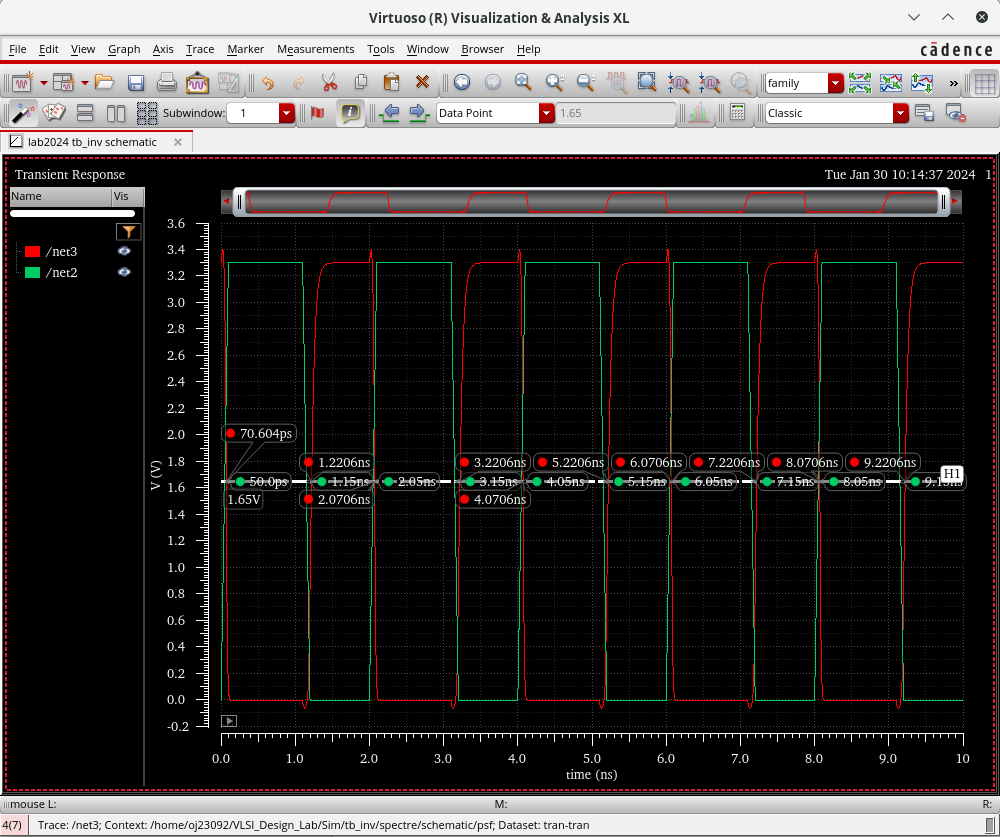 Virtuoso (R) Visualization & Analysis XL
File Edit View Graph Axis Trace Marker Measurements Tools Window Browser Help
cādence
family
»
Subwindow: 1 Data Point 1.65 Classic
lab2024 tb_inv schematic
Transient Response
Tue Jan 30 10:14:37 2024 1
Name Vis
/net3
/net2
V (V)
3.6
3.4
3.2
3.0
2.8
2.6
2.4
2.2
2.0
1.8
1.6
1.4
1.2
1.0
0.8
0.6
0.4
0.2
0.0
-0.2
70.604ps
1.2206ns 3.2206ns 5.2206ns 6.0706ns 7.2206ns 8.0706ns 9.2206ns
H1
50.0ps 1.15ns 2.05ns 3.15ns 4.05ns 5.15ns 6.05ns 7.15ns 8.05ns 9.15ns
1.65V 2.0706ns 4.0706ns
0.0 1.0 2.0 3.0 4.0 5.0 6.0 7.0 8.0 9.0 10
time (ns)
mouse L: M: R:
4(7) Trace: /net3; Context: /home/oj23092/VLSI_Design_Lab/Sim/tb_inv/spectre/schematic/psf; Dataset: tran-tran